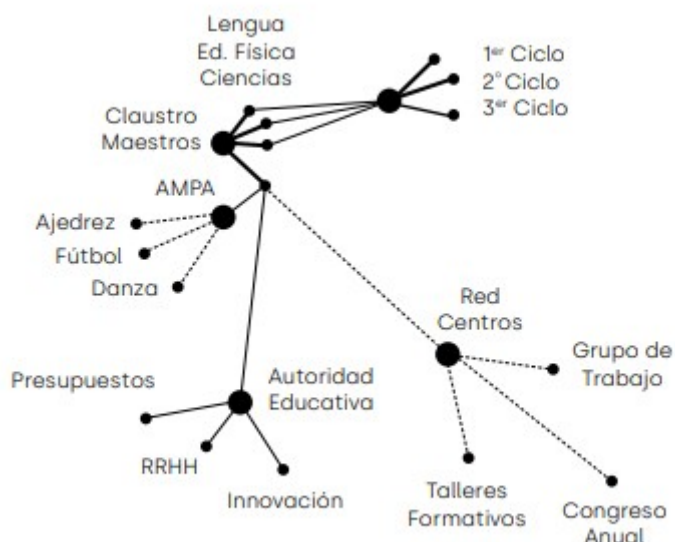 Lengua
Ed. Física
Ciencias
1er Ciclo
2º Ciclo
3er Ciclo
Claustro
Maestros
AMPA
Ajedrez
Fútbol
Danza
Red
Centros
Grupo de
Trabajo
Presupuestos
Autoridad
Educativa
RRHH
Innovación
Talleres
Formativos
Congreso
Anual